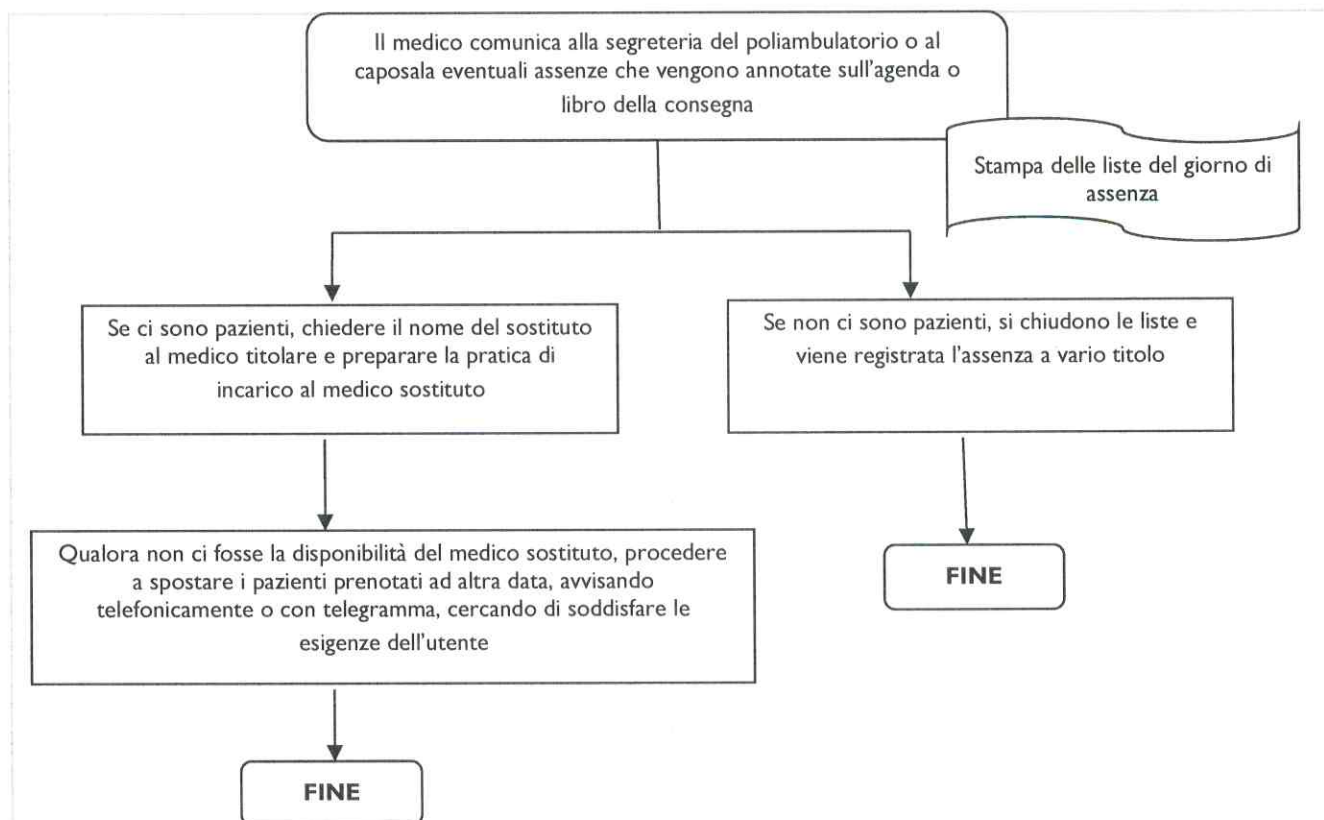 Il medico comunica alla segreteria del poliambulatorio o al
caposala eventuali assenze che vengono annotate sull'agenda o
libro della consegna
Stampa delle liste del giorno di
assenza
Se ci sono pazienti, chiedere il nome del sostituto
al medico titolare e preparare la pratica di
incarico al medico sostituto
Se non ci sono pazienti, si chiudono le liste e
viene registrata l'assenza a vario titolo
Qualora non ci fosse la disponibilità del medico sostituto, procedere
a spostare i pazienti prenotati ad altra data, avvisando
telefonicamente o con telegramma, cercando di soddisfare le
esigenze dell'utente
FINE
FINE